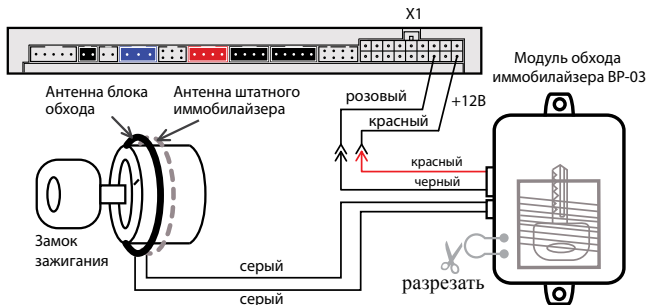 X1
Модуль обхода
иммобилайзера BP-03
Антенна блока
обхода
Антенна штатного
иммобилайзера
розовый
+12В
красный
красный
черный
Замок
зажигания
серый
серый
разрезать